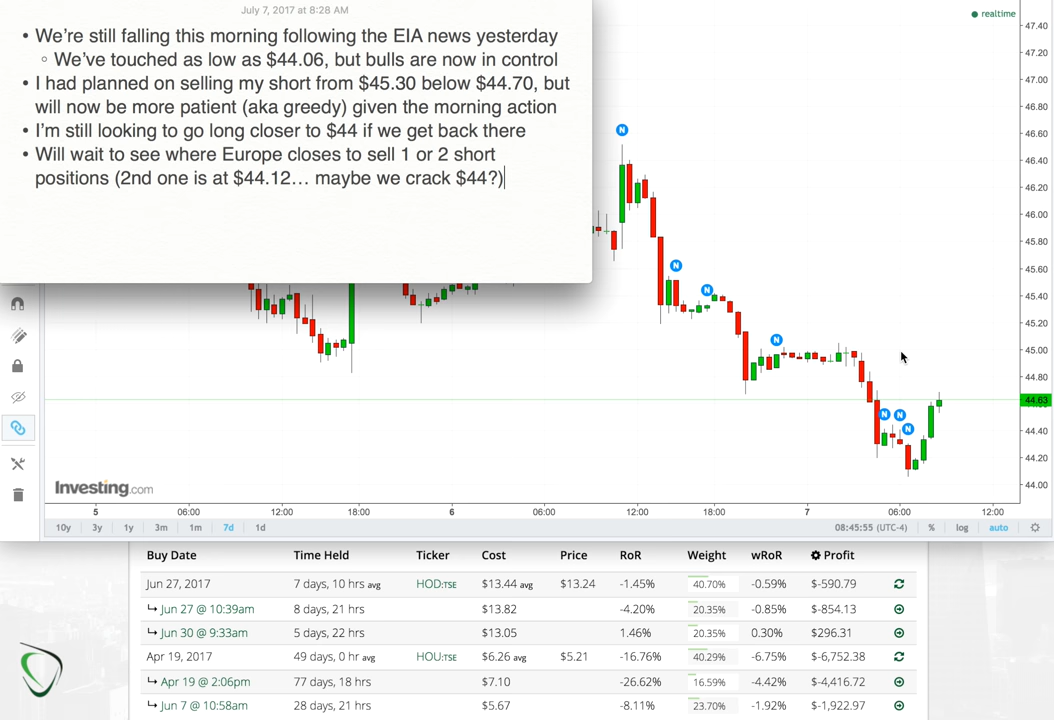 July 7, 2017 at 8:28 AM
• We're still falling this morning following the EIA news yesterday
◦ We've touched as low as $44.06, but bulls are now in control
• I had planned on selling my short from $45.30 below $44.70, but
will now be more patient (aka greedy) given the morning action
• I'm still looking to go long closer to $44 if we get back there
• Will wait to see where Europe closes to sell 1 or 2 short
positions (2nd one is at $44.12... maybe we crack $44?)
realtime
47.40
47.20
47.00
46.80
46.60
46.40
46.20
46.00
45.80
45.60
45.40
45.20
45.00
44.80
44.63
44.40
44.20
44.00
N
N
N
N
N
N
N
Investing.com
5 06:00 12:00 18:00 6 06:00 12:00 18:00 7 06:00 12:00
10y 3y 1y 3m 1m 7d 1d 08:45:55 (UTC-4) % log auto
Buy Date Time Held Ticker Cost Price RoR Weight wRoR Profit
Jun 27, 2017 7 days, 10 hrs avg HOD:TSE $13.44 avg $13.24 -1.45% 40.70% -0.59% $-590.79
Jun 27 @ 10:39am 8 days, 21 hrs $13.82 -4.20% 20.35% -0.85% $-854.13
Jun 30 @ 9:33am 5 days, 22 hrs $13.05 1.46% 20.35% 0.30% $296.31
Apr 19, 2017 49 days, 0 hr avg HOU:TSE $6.26 avg $5.21 -16.76% 40.29% -6.75% $-6,752.38
Apr 19 @ 2:06pm 77 days, 18 hrs $7.10 -26.62% 16.59% -4.42% $-4,416.72
Jun 7 @ 10:58am 28 days, 21 hrs $5.67 -8.11% 23.70% -1.92% $-1,922.97